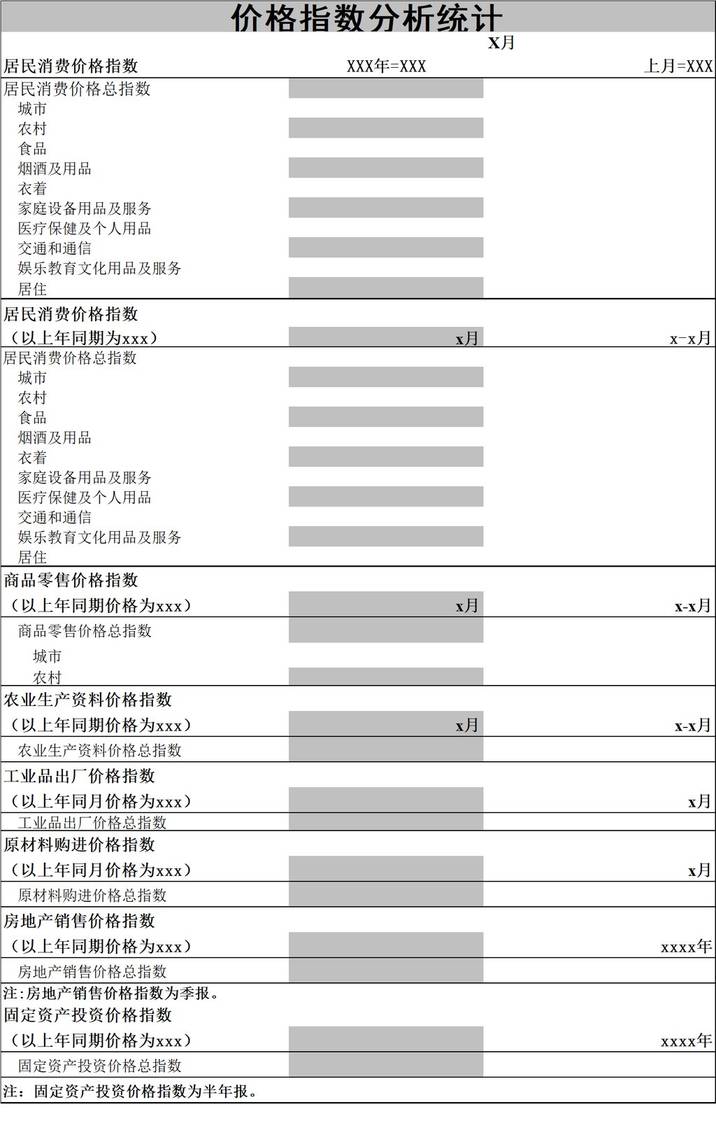 价格指数分析统计
X月
居民消费价格指数 XXX年=XXX 上月=XXX
居民消费价格总指数
城市
农村
食品
烟酒及用品
衣着
家庭设备用品及服务
医疗保健及个人用品
交通和通信
娱乐教育文化用品及服务
居住
居民消费价格指数
（以上年同期为xxx） x月 x-x月
居民消费价格总指数
城市
农村
食品
烟酒及用品
衣着
家庭设备用品及服务
医疗保健及个人用品
交通和通信
娱乐教育文化用品及服务
居住
商品零售价格指数
（以上年同期价格为xxx） x月 x-x月
商品零售价格总指数
城市
农村
农业生产资料价格指数
（以上年同期价格为xxx） x月 x-x月
农业生产资料价格总指数
工业品出厂价格指数
（以上年同月价格为xxx） x月
工业品出厂价格总指数
原材料购进价格指数
（以上年同月价格为xxx） x月
原材料购进价格总指数
房地产销售价格指数
（以上年同期价格为xxx） xxxx年
房地产销售价格总指数
注:房地产销售价格指数为季报。
固定资产投资价格指数
（以上年同期价格为xxx） xxxx年
固定资产投资价格总指数
注：固定资产投资价格指数为半年报。